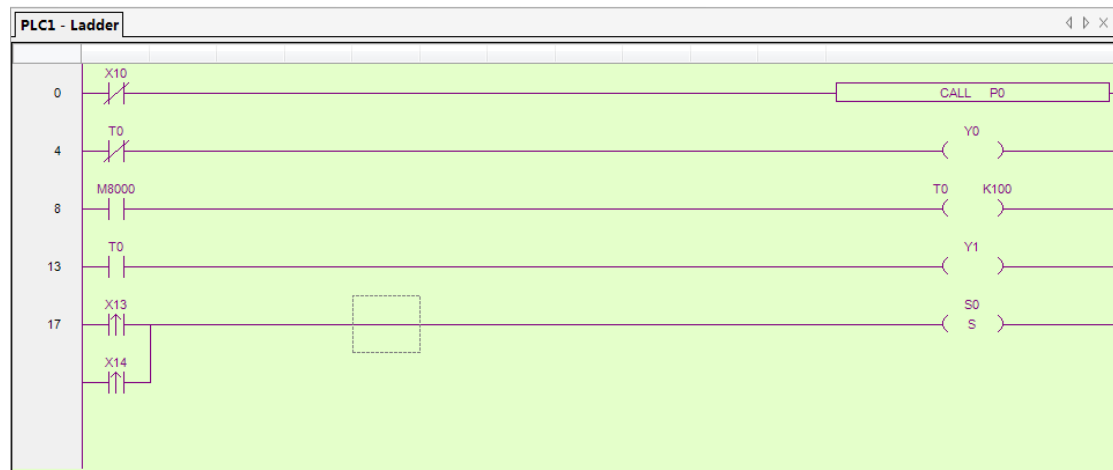 PLC1 - Ladder
X10
0 CALL P0
T0 Y0
4
M8000 T0 K100
8
T0 Y1
13
X13 S0
17 S
X14